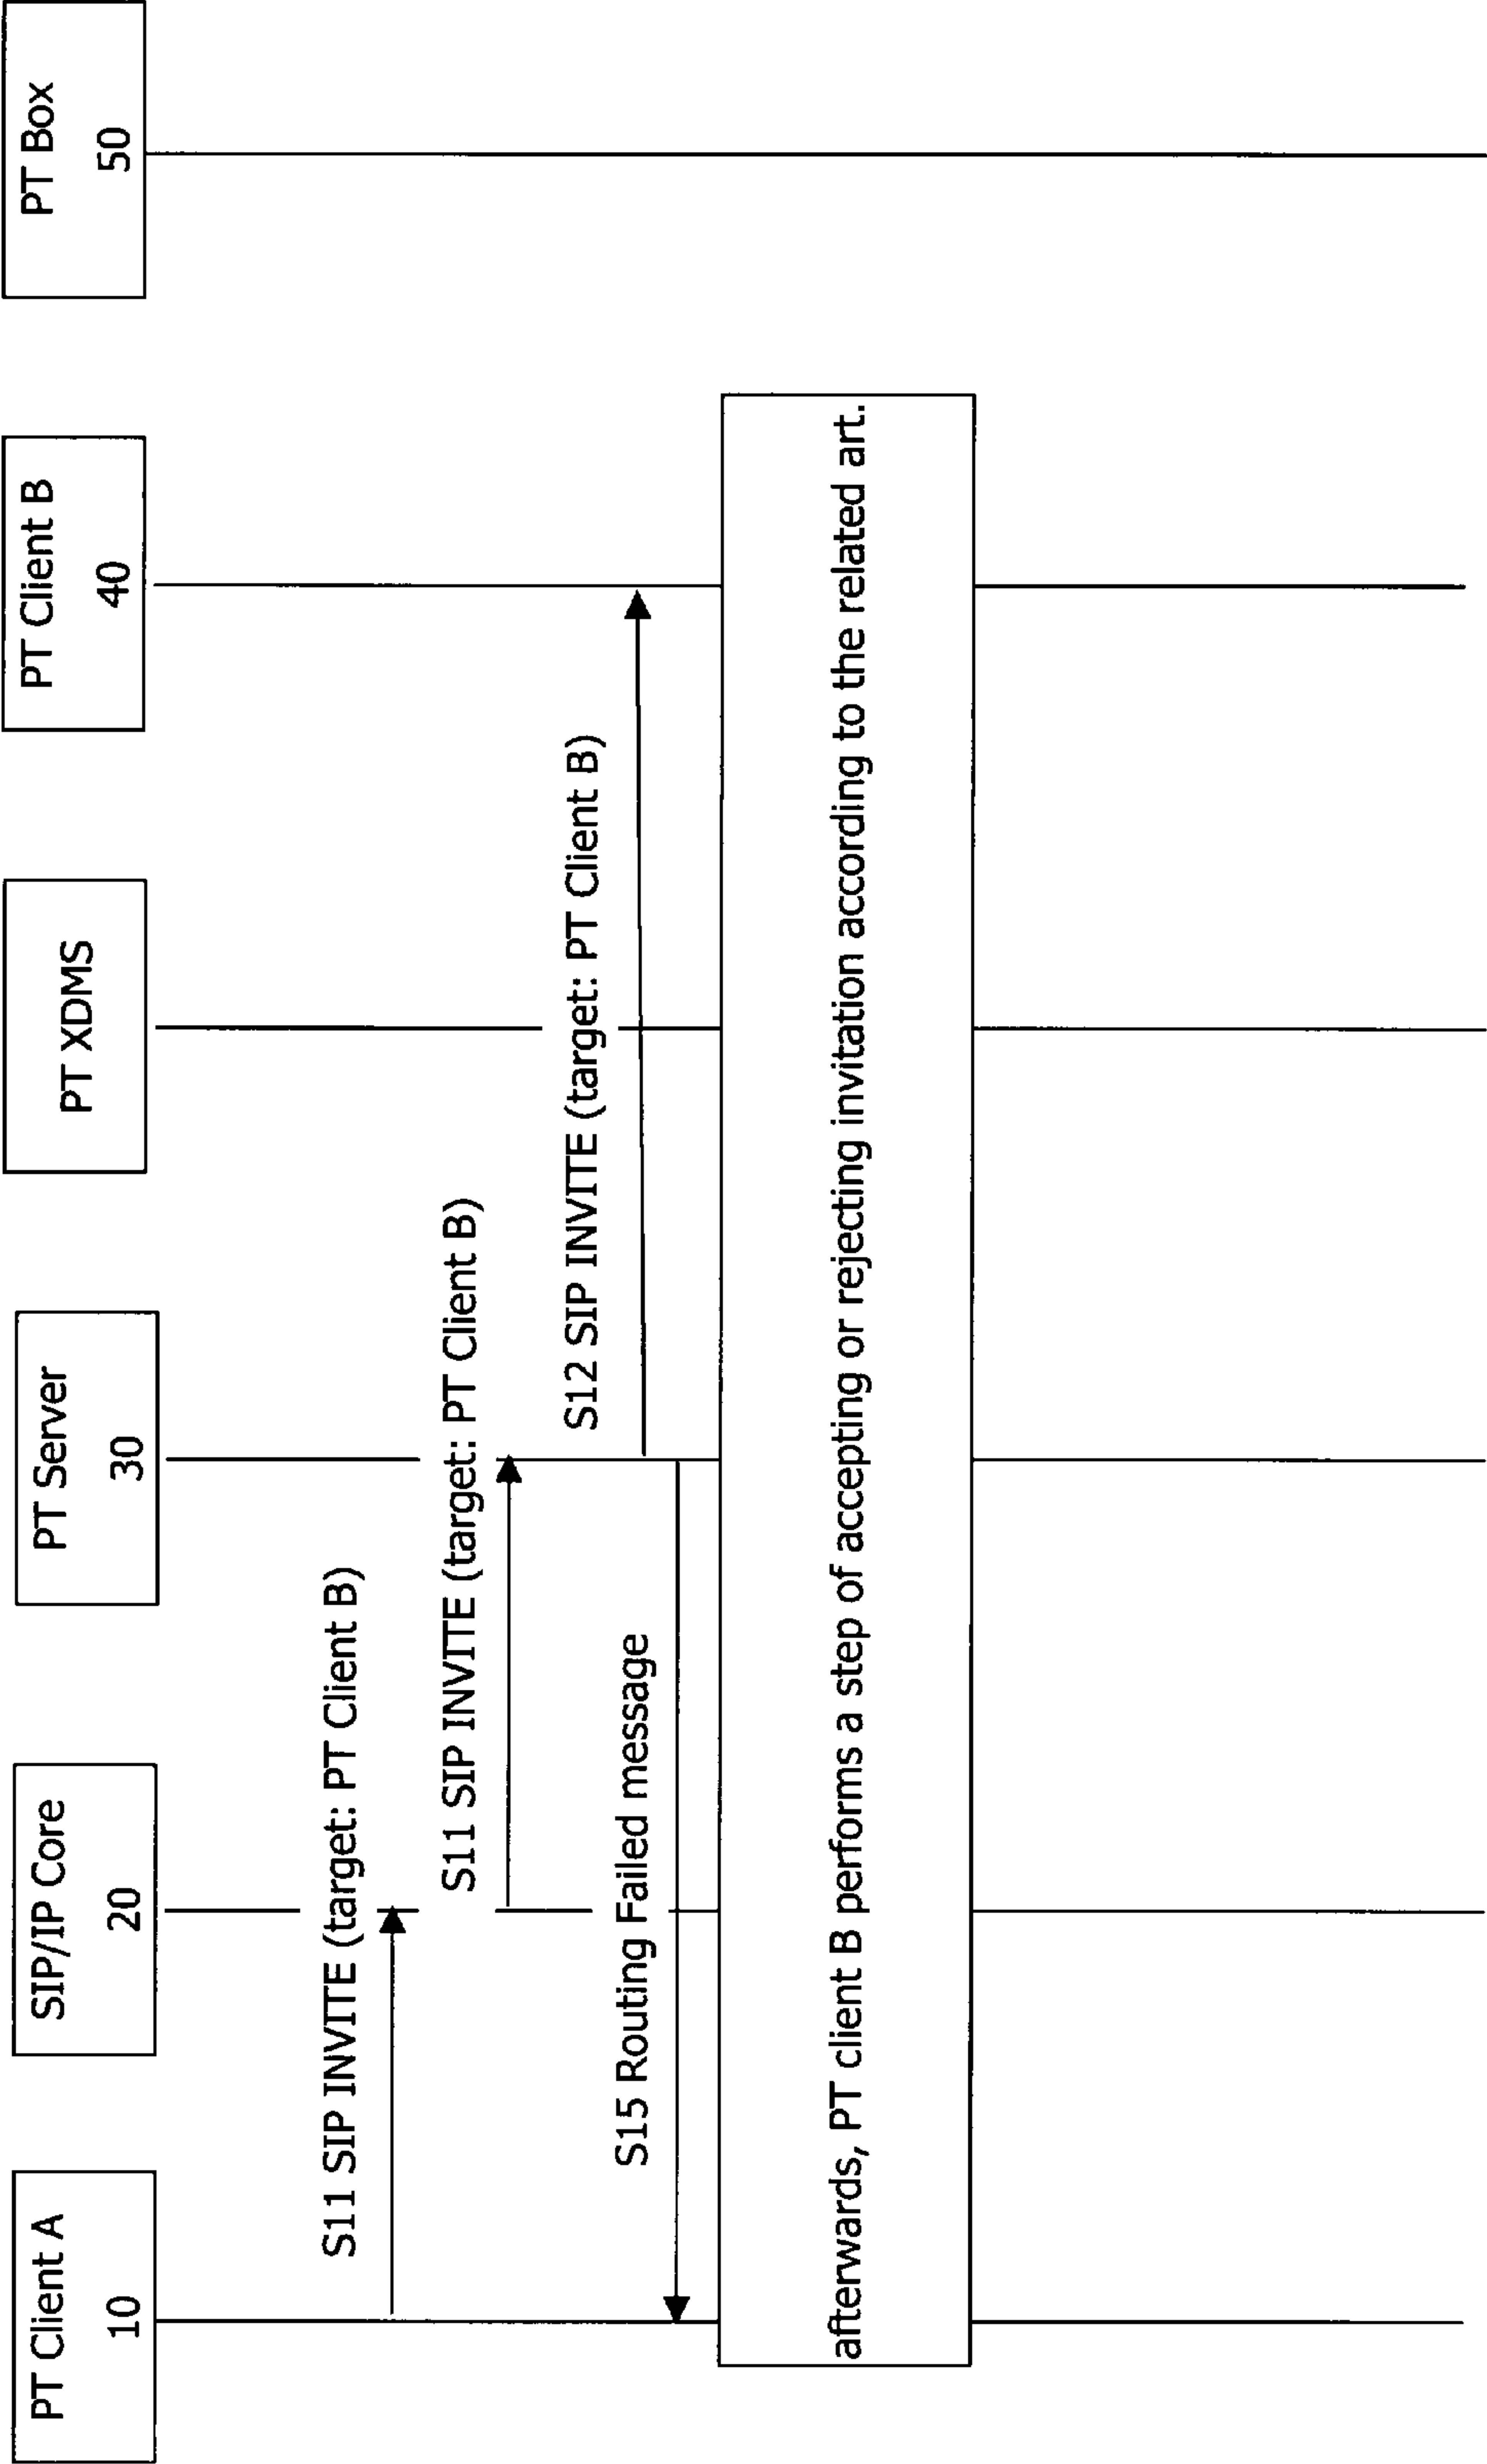 PT Client A
10
SIP/IP Core
20
PT Server
30
PT XDMS
PT Client B
40
PT Box
50
S11 SIP INVITE (target: PT Client B)
S11 SIP INVITE (target: PT Client B)
S12 SIP INVITE (target: PT Client B)
S15 Routing Failed message
afterwards, PT client B performs a step of accepting or rejecting invitation according to the related art.